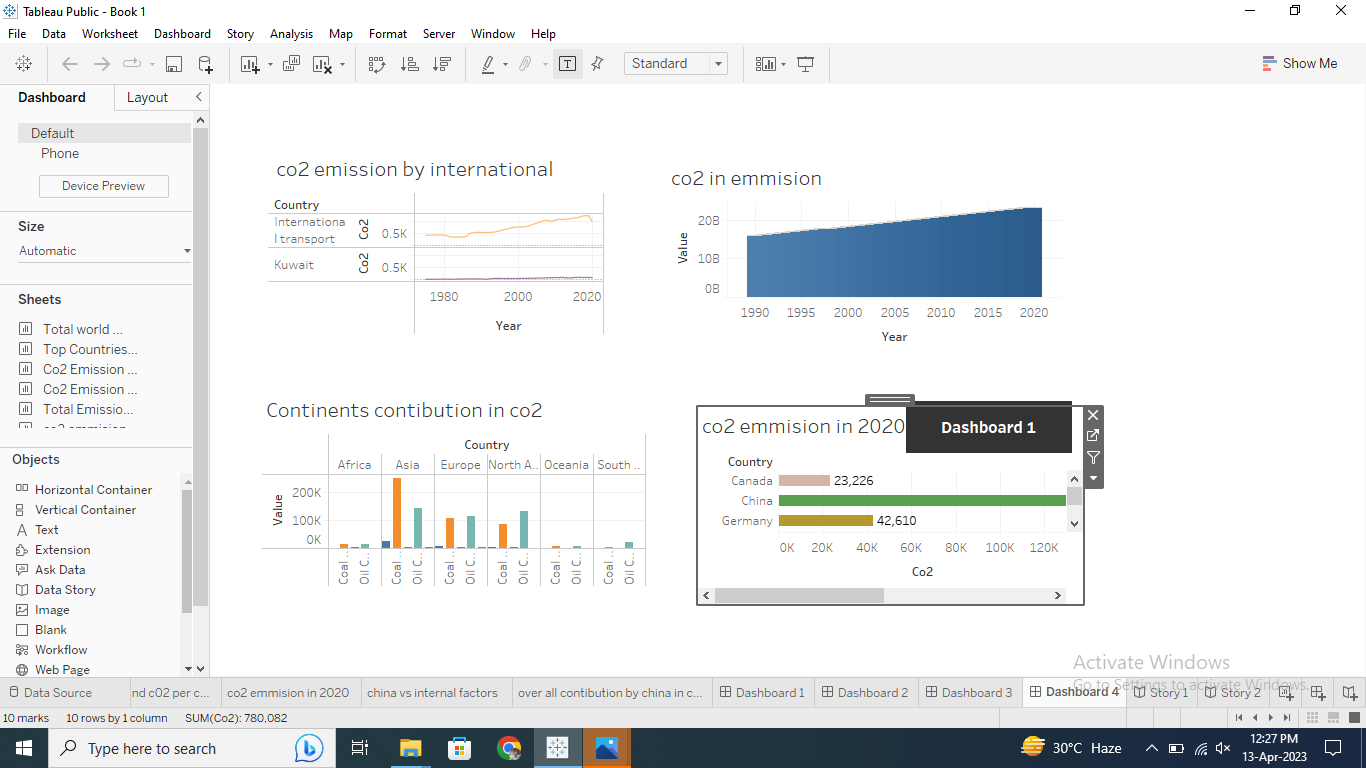 Tableau Public - Book 1
File Data Worksheet Dashboard Story Analysis Map Format Server Window Help
Standard
Show Me
Dashboard Layout
Default
Phone
Device Preview
Size
Automatic
Sheets
Total world ...
Top Countries...
Co2 Emission ...
Co2 Emission ...
Total Emissio...
Objects
Horizontal Container
Vertical Container
Text
Extension
Ask Data
Data Story
Image
Blank
Workflow
Web Page
co2 emission by international
Country
Internationa
l transport
Co2
0.5K
Kuwait
Co2
0.5K
1980 2000 2020
Year
co2 in emmision
Value
20B
10B
0B
1990 1995 2000 2005 2010 2015 2020
Year
Continents contibution in co2
Country
Africa Asia Europe North A.. Oceania South ..
Value
200K
100K
0K
Coal .. Oil C.. Coal .. Oil C.. Coal .. Oil C.. Coal .. Oil C.. Coal .. Oil C.. Coal .. Oil C..
co2 emmision in 2020
Dashboard 1
Country
Canada 23,226
China
Germany 42,610
0K 20K 40K 60K 80K 100K 120K
Co2
Activate Windows
Go to Settings to activate Windows.
Data Source nd cO2 per c... co2 emmision in 2020 china vs internal factors over all contibution by china in c... Dashboard 1 Dashboard 2 Dashboard 3 Dashboard 4 Story 1 Story 2
10 marks 10 rows by 1 column SUM(Co2): 780,082
Type here to search
30°C Haze
12:27 PM
13-Apr-2023